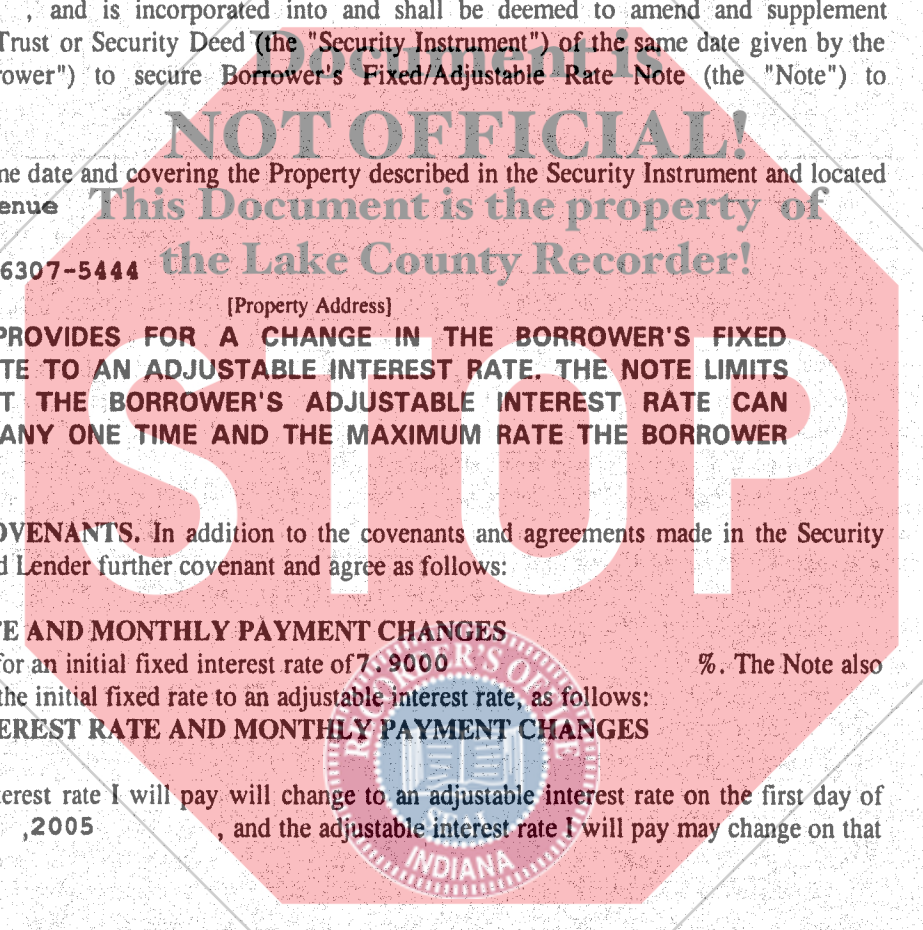 , and is incorporated into and shall be deemed to amend and supplement
Trust or Security Deed (the "Security Instrument") of the same date given by the
rower") to secure Borrower's Fixed/Adjustable Rate Note (the "Note") to
Document is
NOT OFFICIAL!
me date and covering the Property described in the Security Instrument and located
enue
This Document is the property of
the Lake County Recorder!
6307-5444
[Property Address]
PROVIDES FOR A CHANGE IN THE BORROWER'S FIXED
TE TO AN ADJUSTABLE INTEREST RATE. THE NOTE LIMITS
T THE BORROWER'S ADJUSTABLE INTEREST RATE CAN
ANY ONE TIME AND THE MAXIMUM RATE THE BORROWER
STOP
OVENANTS. In addition to the covenants and agreements made in the Security
d Lender further covenant and agree as follows:
TE AND MONTHLY PAYMENT CHANGES
for an initial fixed interest rate of 7.9000 %. The Note also
the initial fixed rate to an adjustable interest rate, as follows:
EREST RATE AND MONTHLY PAYMENT CHANGES
terest rate I will pay will change to an adjustable interest rate on the first day of
,2005 , and the adjustable interest rate I will pay may change on that
RECORDER'S OFFICE
SEAL
INDIANA